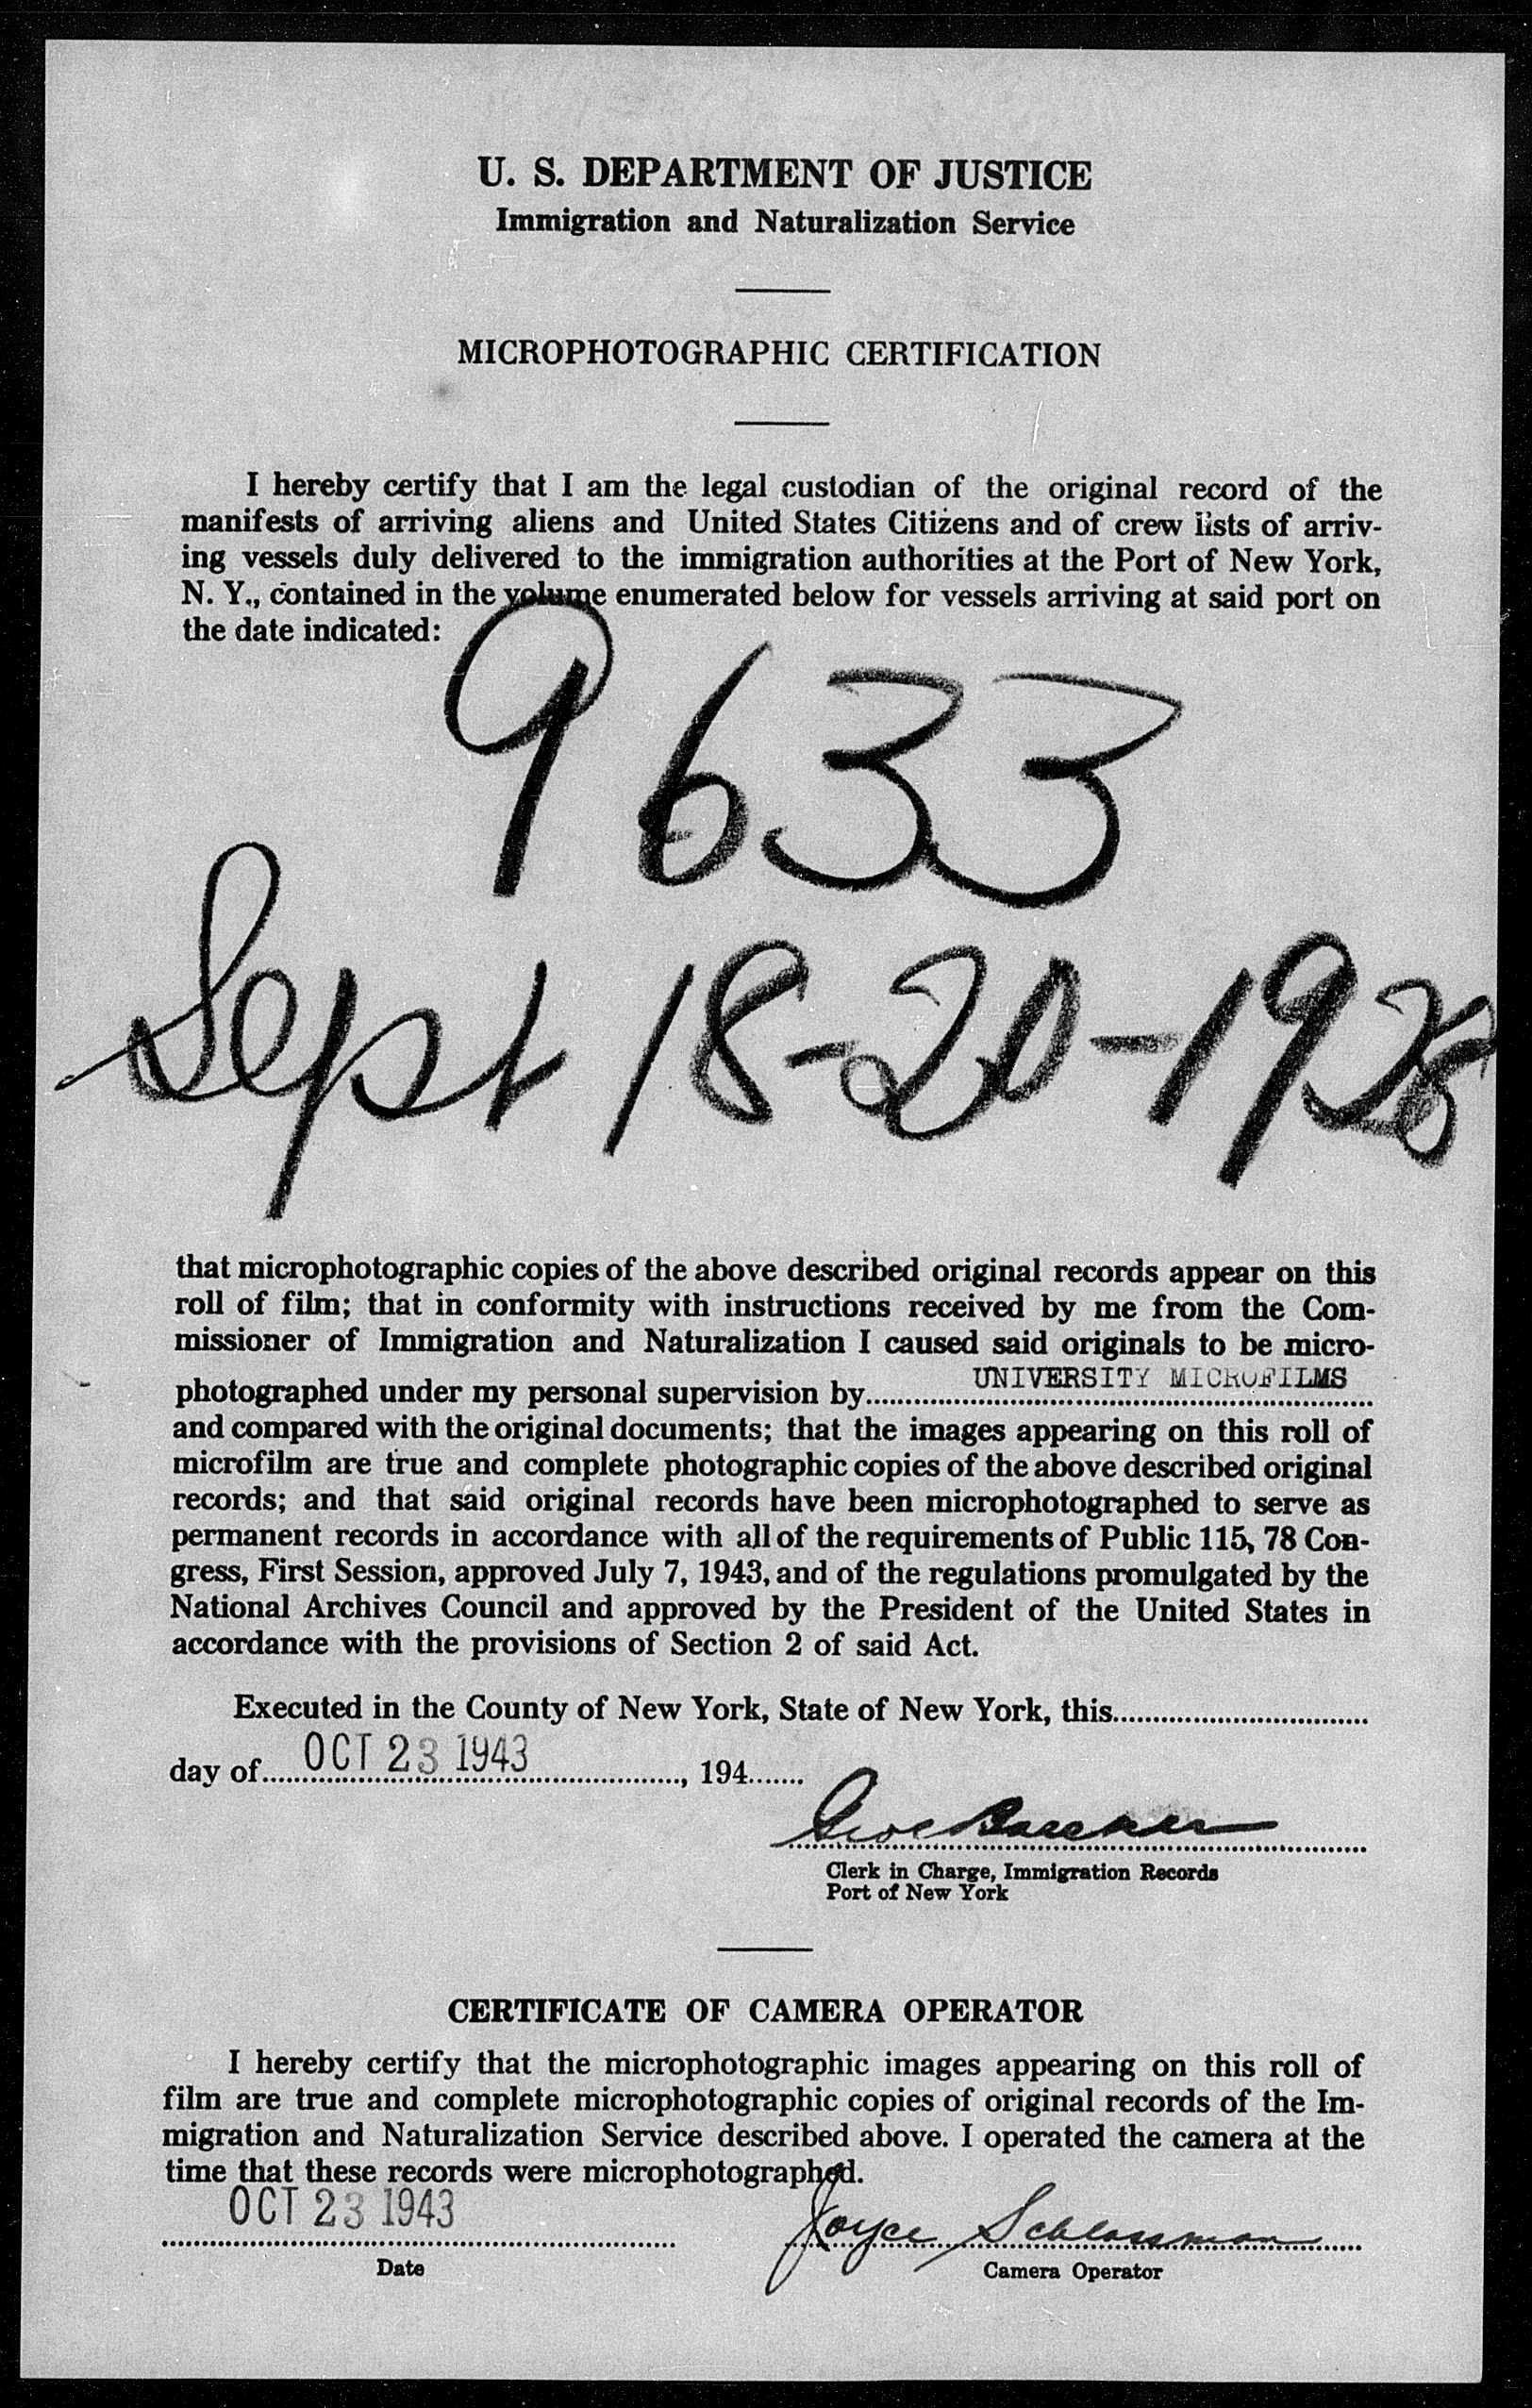 U. S. DEPARTMENT OF JUSTICE
Immigration and Naturalization Service
MICROPHOTOGRAPHIC CERTIFICATION
I hereby certify that I am the legal custodian of the original record of the
manifests of arriving aliens and United States Citizens and of crew lists of arriv-
ing vessels duly delivered to the immigration authorities at the Port of New York,
N. Y., contained in the volume enumerated below for vessels arriving at said port on
the date indicated:
9633
Sept 18-20-1928
that microphotographic copies of the above described original records appear on this
roll of film; that in conformity with instructions received by me from the Com-
missioner of Immigration and Naturalization I caused said originals to be micro-
photographed under my personal supervision by UNIVERSITY MICROFILMS
and compared with the original documents; that the images appearing on this roll of
microfilm are true and complete photographic copies of the above described original
records; and that said original records have been microphotographed to serve as
permanent records in accordance with all of the requirements of Public 115, 78 Con-
gress, First Session, approved July 7, 1943, and of the regulations promulgated by the
National Archives Council and approved by the President of the United States in
accordance with the provisions of Section 2 of said Act.
Executed in the County of New York, State of New York, this
day of OCT 23 1943, 194
Clerk in Charge, Immigration Records
Port of New York
CERTIFICATE OF CAMERA OPERATOR
I hereby certify that the microphotographic images appearing on this roll of
film are true and complete microphotographic copies of original records of the Im-
migration and Naturalization Service described above. I operated the camera at the
time that these records were microphotographed.
OCT 23 1943 Joyce Schlossman
Date Camera Operator